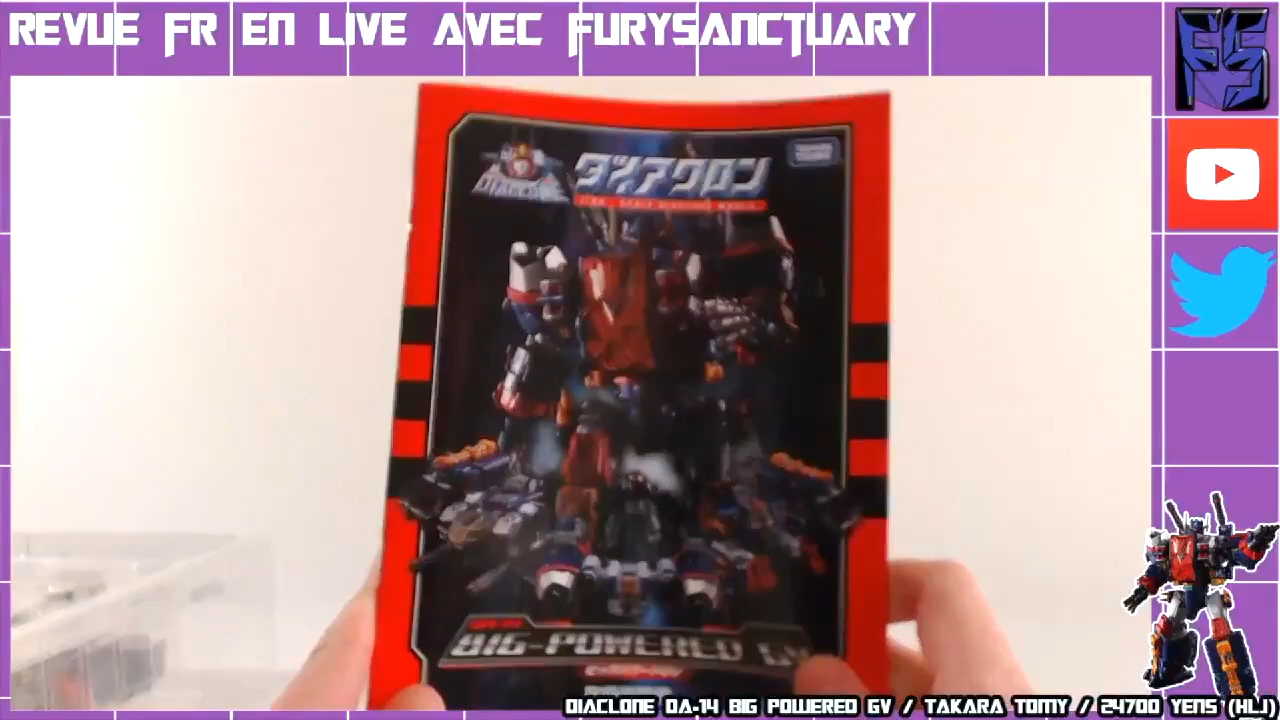 REVUE FR EN LIVE AVEC FURYSANCTUARY
FS
ダイアクロン
BIG-POWERED GV
DIACLONE DA-14 BIG POWERED GV / TAKARA TOMY / 24700 YENS (HLJ)